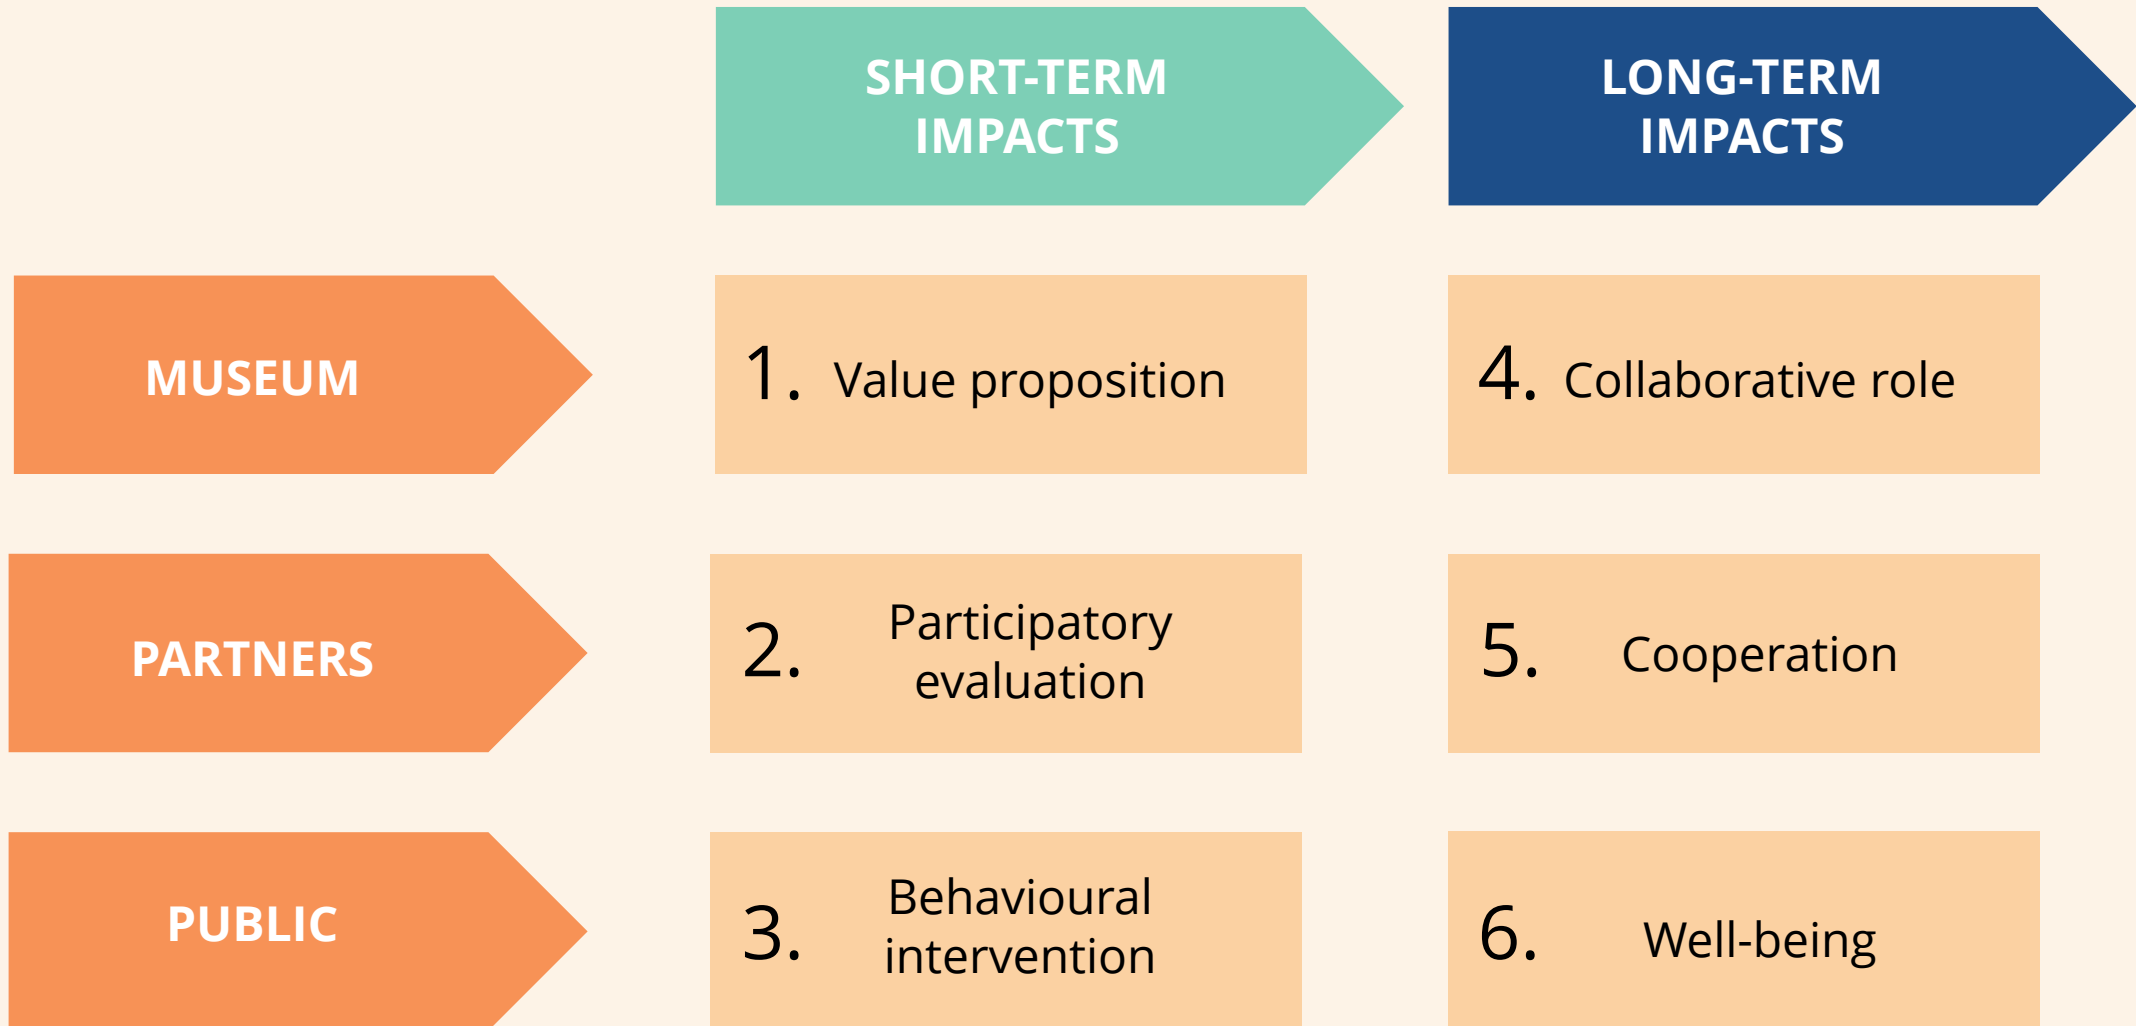 SHORT-TERM
IMPACTS
LONG-TERM
IMPACTS
MUSEUM
1. Value proposition
4. Collaborative role
PARTNERS
2. Participatory
evaluation
5. Cooperation
PUBLIC
3. Behavioural
intervention
6. Well-being